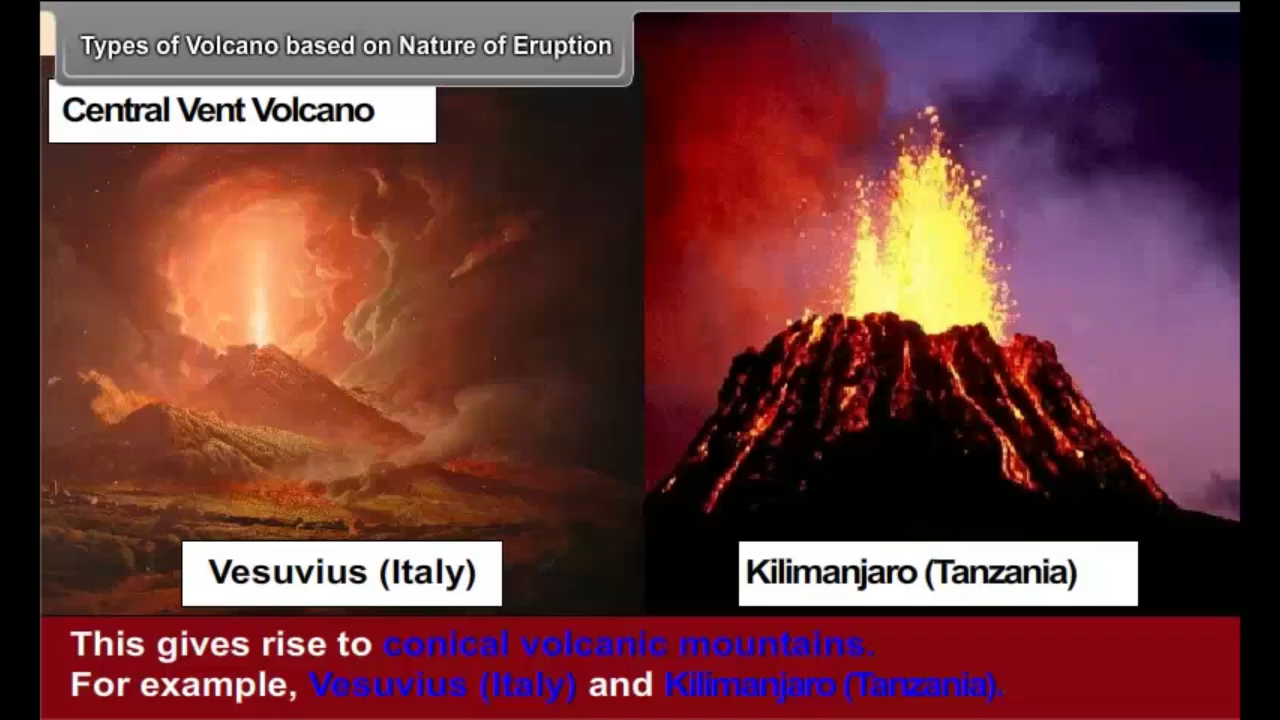 Types of Volcano based on Nature of Eruption
Central Vent Volcano
Vesuvius (Italy)
Kilimanjaro (Tanzania)
This gives rise to conical volcanic mountains.
For example, Vesuvius (Italy) and Kilimanjaro (Tanzania).